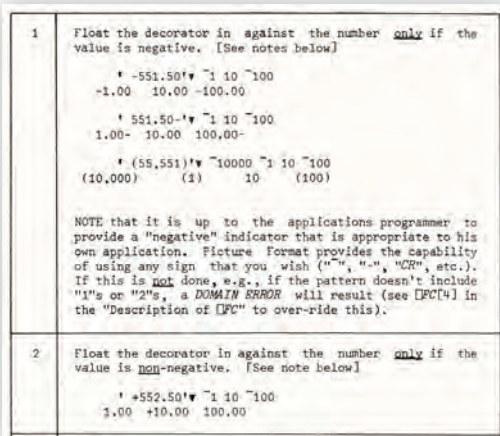 1
Float the decorator in against the number only if the
value is negative. [See notes below]
' -551.50'⍕ ¯1 10 ¯100
-1.00 10.00 -100.00
' 551.50-'⍕ ¯1 10 ¯100
1.00- 10.00 100.00-
' (55,551)'⍕ ¯10000 ¯1 10 ¯100
(10,000) (1) 10 (100)
NOTE that it is up to the applications programmer to
provide a "negative" indicator that is appropriate to his
own application. Picture Format provides the capability
of using any sign that you wish ("¯", "-", "CR", etc.).
If this is not done, e.g., if the pattern doesn't include
"1"s or "2"s, a DOMAIN ERROR will result (see ⎕FC[4] in
the "Description of ⎕FC" to over-ride this).
2
Float the decorator in against the number only if the
value is non-negative. [See note below]
' +552.50'⍕ ¯1 10 ¯100
1.00 +10.00 100.00